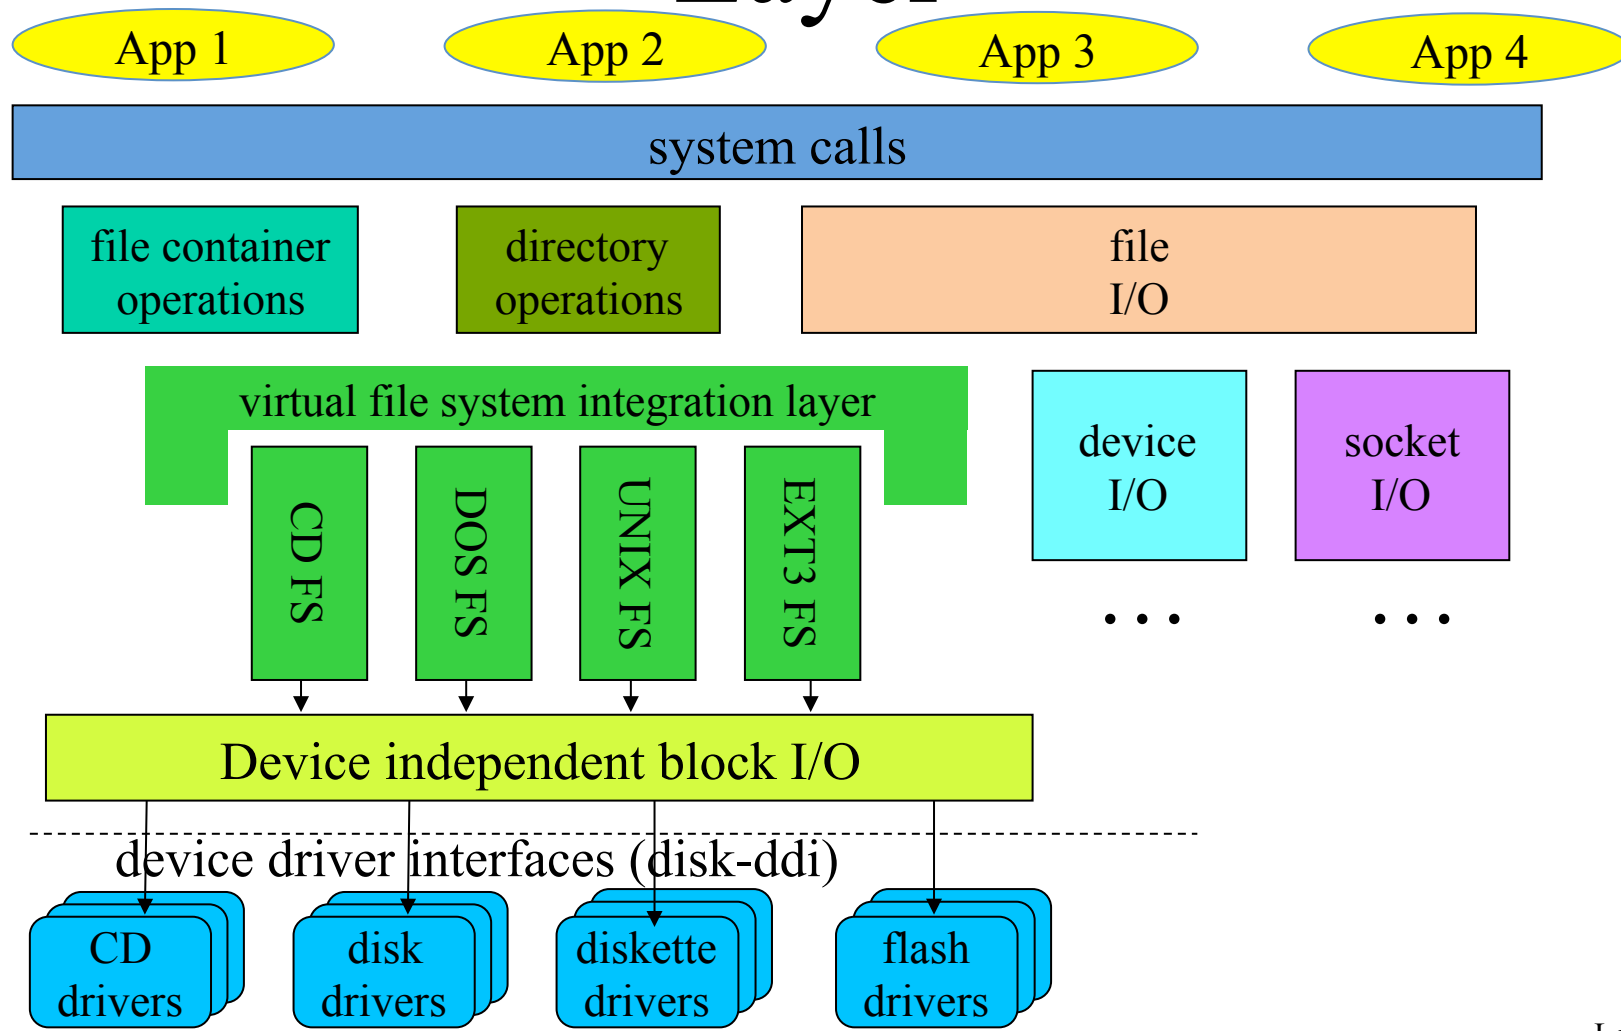 Layer
App 1
App 2
App 3
App 4
system calls
file container
operations
directory
operations
file
I/O
virtual file system integration layer
device
I/O
socket
I/O
CD FS
DOS FS
UNIX FS
EXT3 FS
. . .
. . .
Device independent block I/O
device driver interfaces (disk-ddi)
CD
drivers
disk
drivers
diskette
drivers
flash
drivers